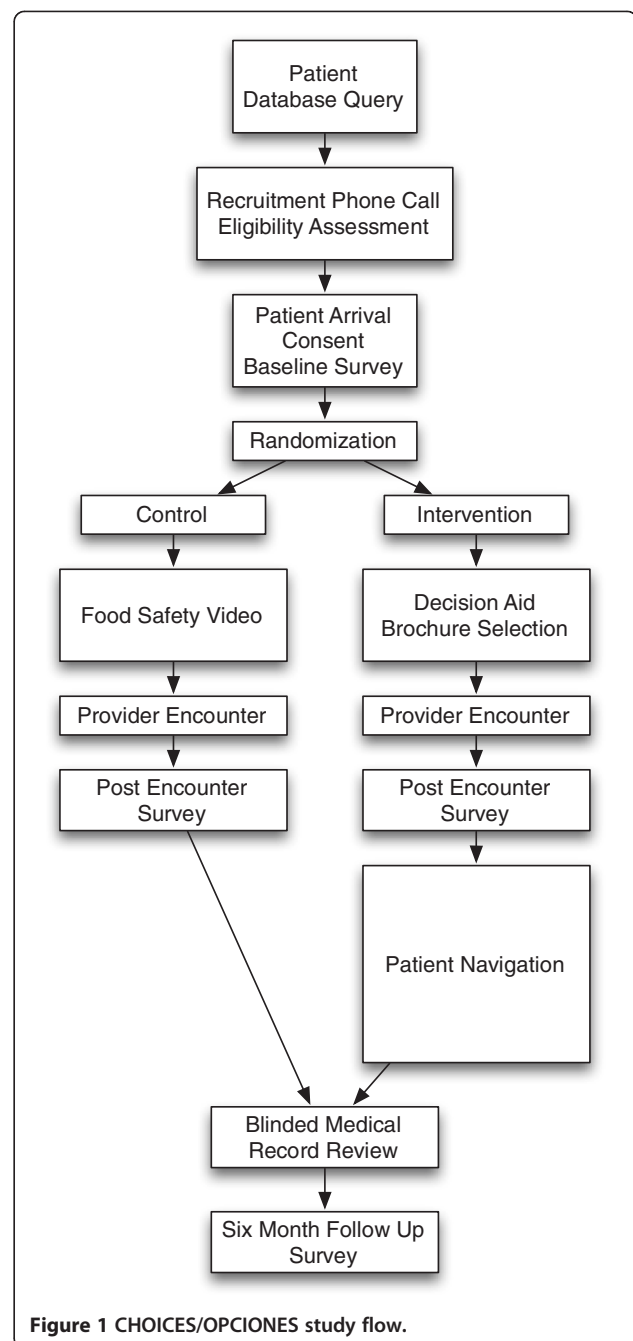 Patient
Database Query
Recruitment Phone Call
Eligibility Assessment
Patient Arrival
Consent
Baseline Survey
Randomization
Control
Intervention
Food Safety Video
Decision Aid
Brochure Selection
Provider Encounter
Provider Encounter
Post Encounter
Survey
Post Encounter
Survey
Patient Navigation
Blinded Medical
Record Review
Six Month Follow Up
Survey
Figure 1 CHOICES/OPCIONES study flow.